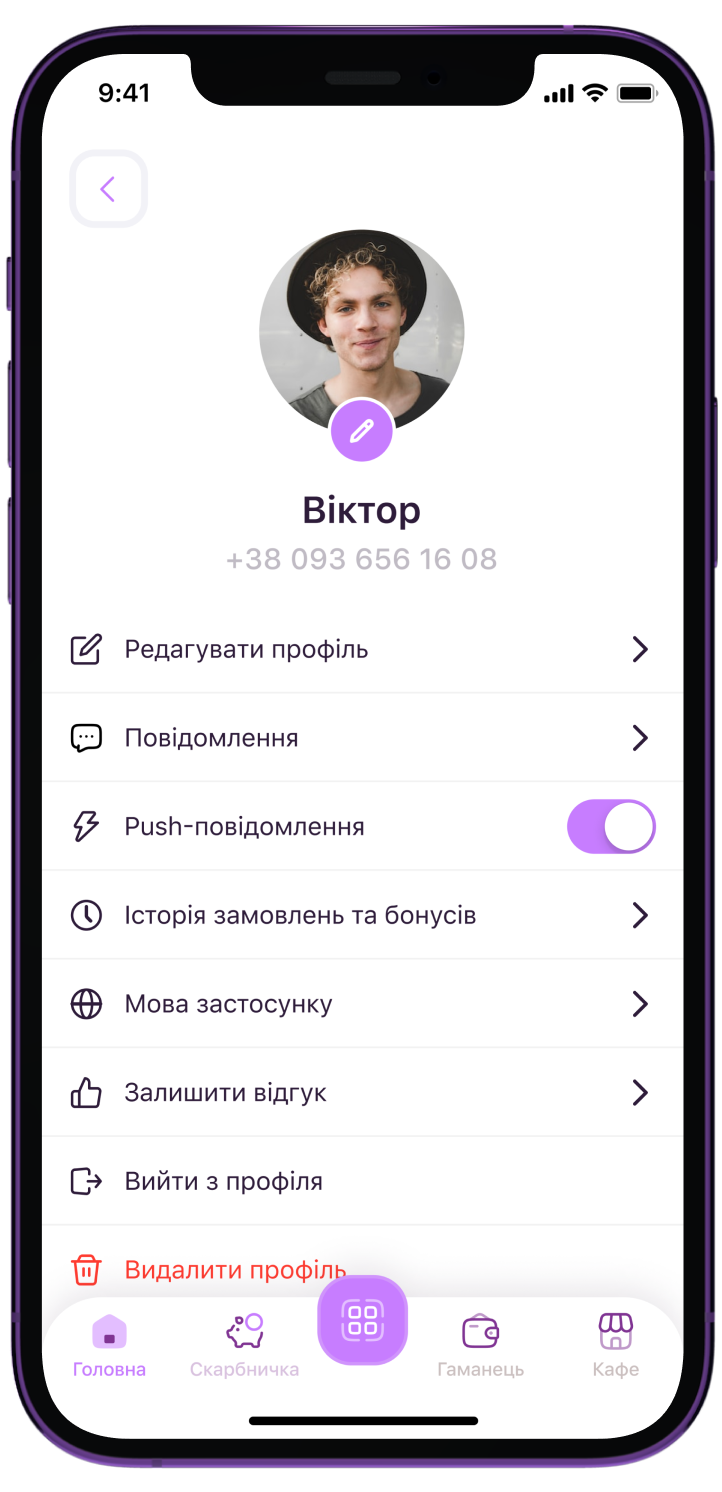 9:41
Віктор
+38 093 656 16 08
Редагувати профіль
Повідомлення
Push-повідомлення
Історія замовлень та бонусів
Мова застосунку
Залишити відгук
Вийти з профіля
Видалити профіль
Головна
Скарбничка
Гаманець
Кафе